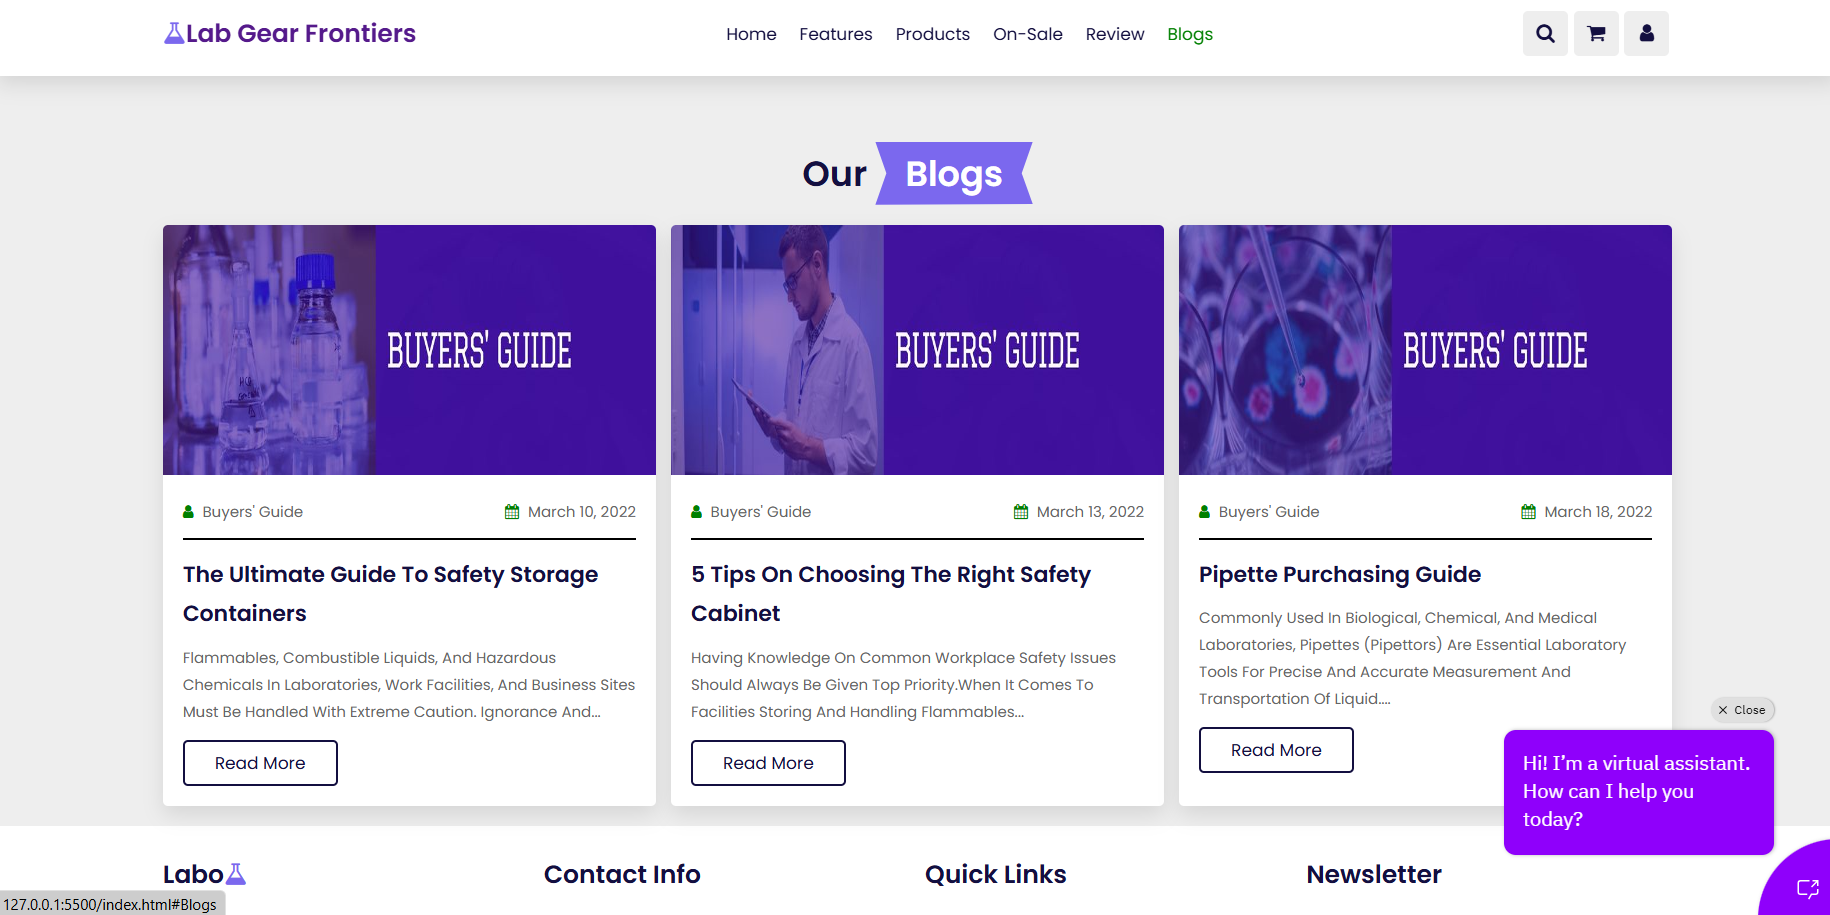 Lab Gear Frontiers
Home Features Products On-Sale Review Blogs
Our Blogs
BUYERS' GUIDE
Buyers' Guide March 10, 2022
The Ultimate Guide To Safety Storage
Containers
Flammables, Combustible Liquids, And Hazardous
Chemicals In Laboratories, Work Facilities, And Business Sites
Must Be Handled With Extreme Caution. Ignorance And...
Read More
BUYERS' GUIDE
Buyers' Guide March 13, 2022
5 Tips On Choosing The Right Safety
Cabinet
Having Knowledge On Common Workplace Safety Issues
Should Always Be Given Top Priority.When It Comes To
Facilities Storing And Handling Flammables...
Read More
BUYERS' GUIDE
Buyers' Guide March 18, 2022
Pipette Purchasing Guide
Commonly Used In Biological, Chemical, And Medical
Laboratories, Pipettes (Pipettors) Are Essential Laboratory
Tools For Precise And Accurate Measurement And
Transportation Of Liquid....
Read More
Close
Hi! I’m a virtual assistant.
How can I help you
today?
Labo
Contact Info
Quick Links
Newsletter
127.0.0.1:5500/index.html#Blogs